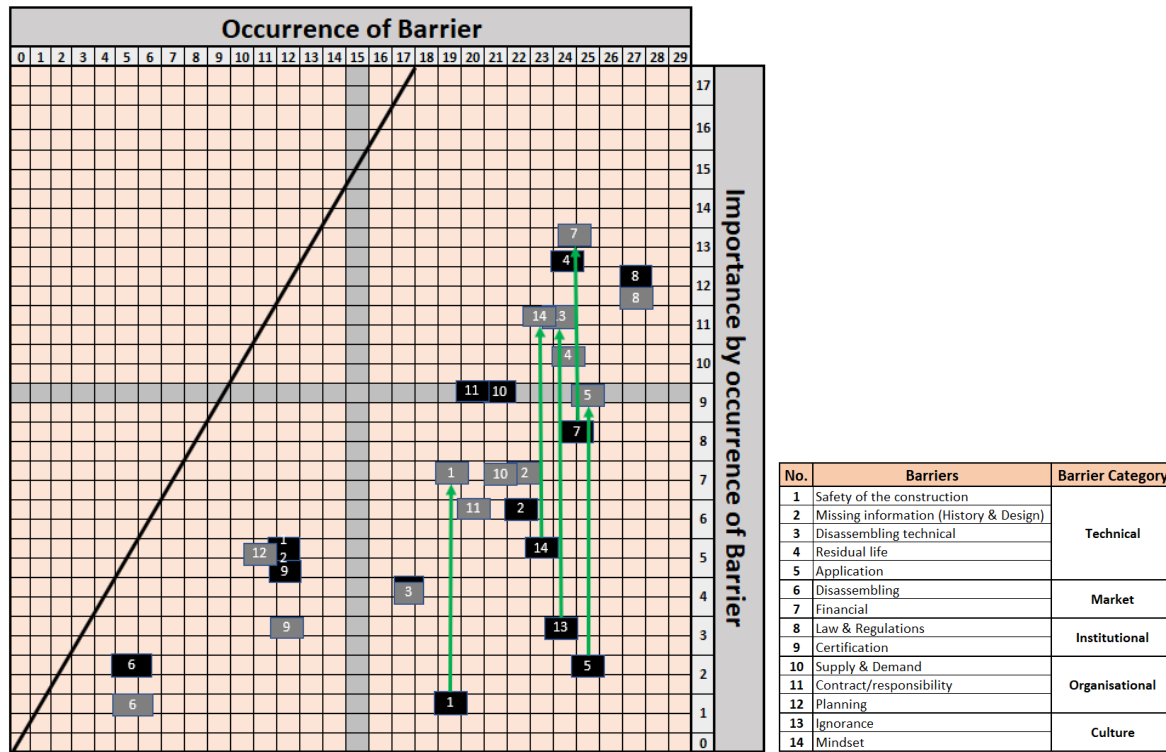 Occurrence of Barrier
0 1 2 3 4 5 6 7 8 9 10 11 12 13 14 15 16 17 18 19 20 21 22 23 24 25 26 27 28 29
17
16
15
14
7
13
4
8
12
8
14 3
11
4
10
11 10 5
9
7
8
1 10 2
7
11 2
6
14
12 1
2
5
9
3
4
9 13
3
6 5
2
6 1
1
0
Importance by occurrence of Barrier
No. Barriers Barrier Category
1 Safety of the construction
2 Missing information (History & Design)
3 Disassembling technical Technical
4 Residual life
5 Application
6 Disassembling Market
7 Financial
8 Law & Regulations Institutional
9 Certification
10 Supply & Demand
11 Contract/responsibility Organisational
12 Planning
13 Ignorance Culture
14 Mindset